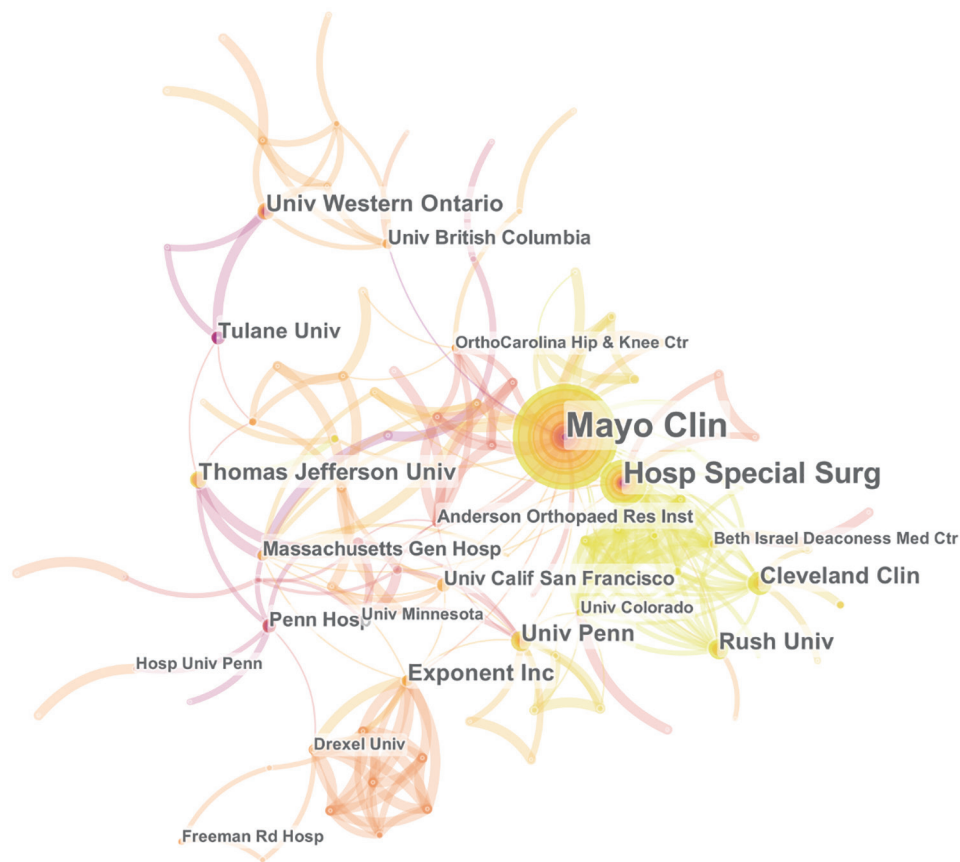 Univ Western Ontario
Univ British Columbia
Tulane Univ
OrthoCarolina Hip & Knee Ctr
Mayo Clin
Thomas Jefferson Univ
Hosp Special Surg
Anderson Orthopaed Res Inst
Beth Israel Deaconess Med Ctr
Massachusetts Gen Hosp
Univ Calif San Francisco
Cleveland Clin
Univ Colorado
Penn Hosp
Univ Minnesota
Univ Penn
Rush Univ
Hosp Univ Penn
Exponent Inc
Drexel Univ
Freeman Rd Hosp